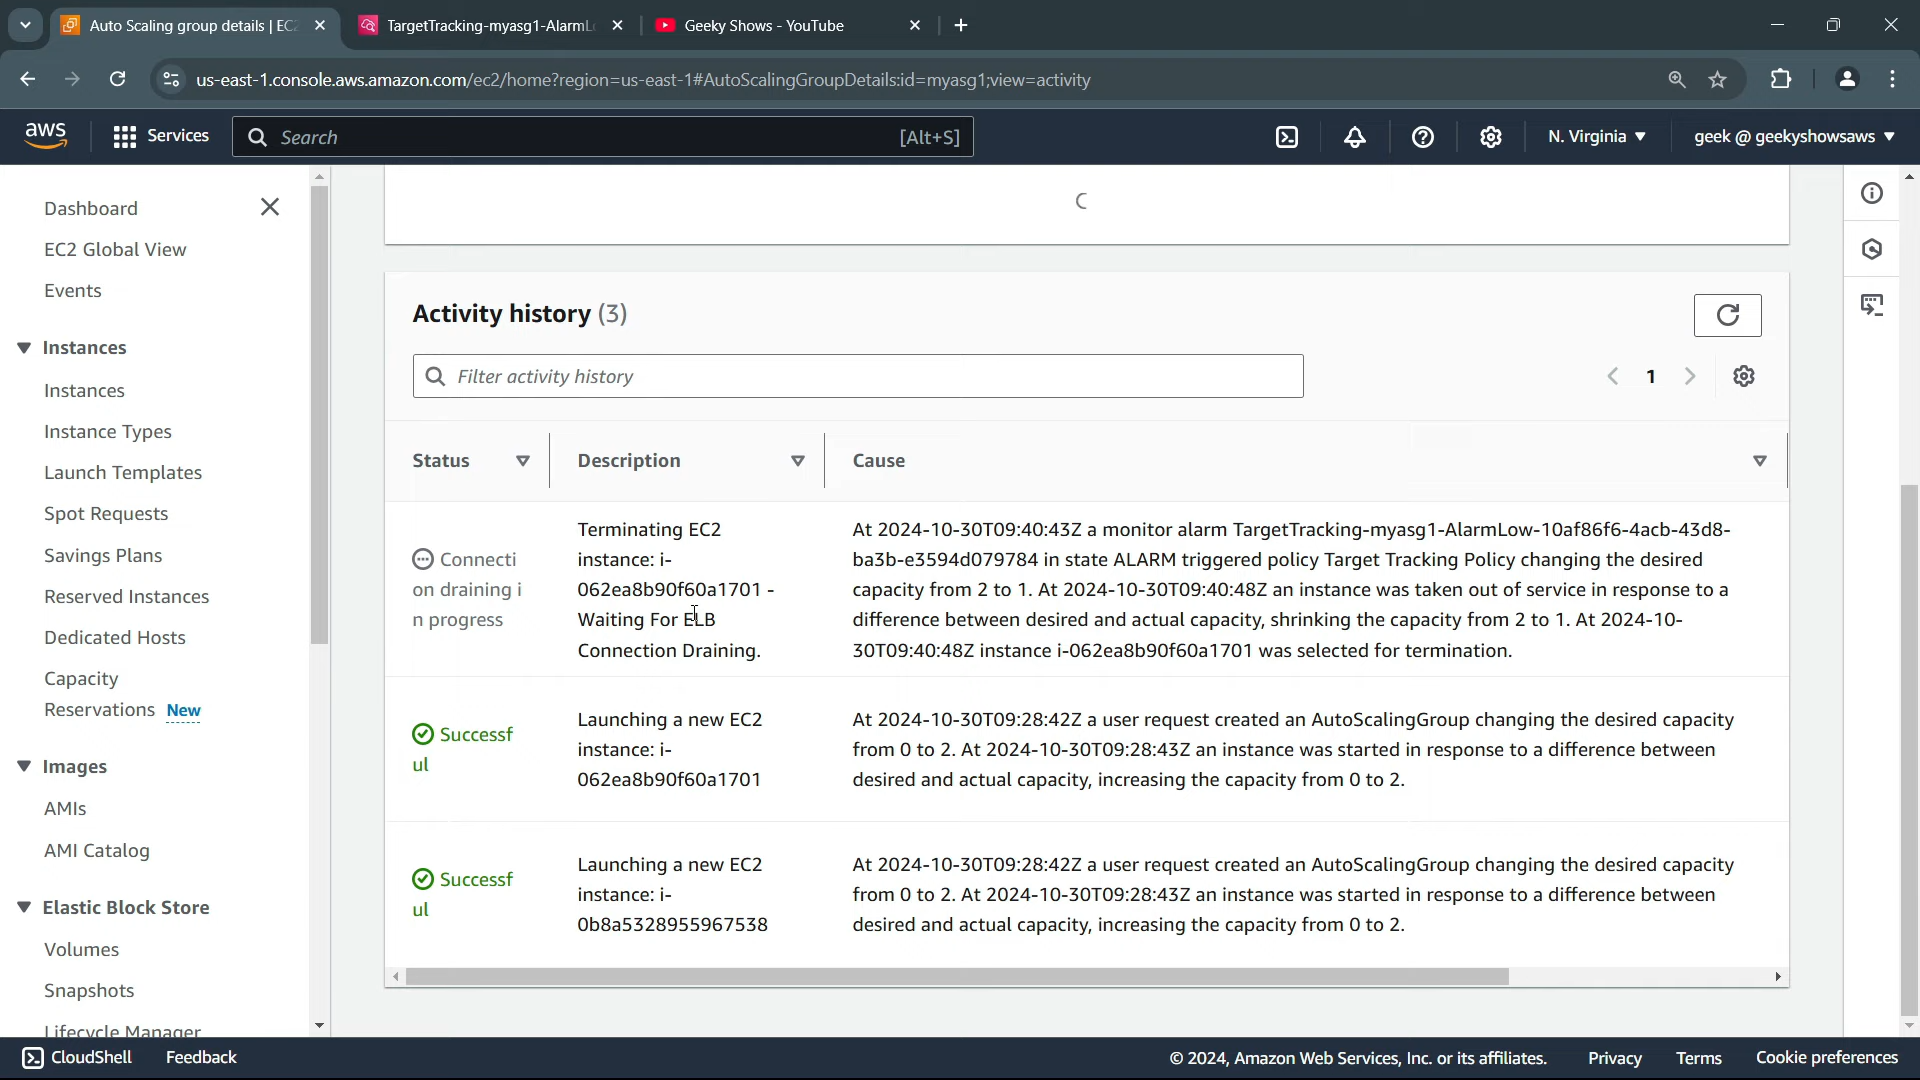 Auto Scaling group details | EC
TargetTracking-myasg1-AlarmL
Geeky Shows - YouTube
us-east-1.console.aws.amazon.com/ec2/home?region=us-east-1#AutoScalingGroupDetails:id=myasg1;view=activity
aws
Services
Search
[Alt+S]
N. Virginia
geek @ geekyshowsaws
Dashboard
EC2 Global View
Events
Instances
Instances
Instance Types
Launch Templates
Spot Requests
Savings Plans
Reserved Instances
Dedicated Hosts
Capacity
Reservations New
Images
AMIs
AMI Catalog
Elastic Block Store
Volumes
Snapshots
Lifecycle Manager
Activity history (3)
Filter activity history
1
Status
Description
Cause
Connecti
on draining i
n progress
Terminating EC2
instance: i-
062ea8b90f60a1701 -
Waiting For ELB
Connection Draining.
At 2024-10-30T09:40:43Z a monitor alarm TargetTracking-myasg1-AlarmLow-10af86f6-4acb-43d8-
ba3b-e3594d079784 in state ALARM triggered policy Target Tracking Policy changing the desired
capacity from 2 to 1. At 2024-10-30T09:40:48Z an instance was taken out of service in response to a
difference between desired and actual capacity, shrinking the capacity from 2 to 1. At 2024-10-
30T09:40:48Z instance i-062ea8b90f60a1701 was selected for termination.
Successf
ul
Launching a new EC2
instance: i-
062ea8b90f60a1701
At 2024-10-30T09:28:42Z a user request created an AutoScalingGroup changing the desired capacity
from 0 to 2. At 2024-10-30T09:28:43Z an instance was started in response to a difference between
desired and actual capacity, increasing the capacity from 0 to 2.
Successf
ul
Launching a new EC2
instance: i-
0b8a5328955967538
At 2024-10-30T09:28:42Z a user request created an AutoScalingGroup changing the desired capacity
from 0 to 2. At 2024-10-30T09:28:43Z an instance was started in response to a difference between
desired and actual capacity, increasing the capacity from 0 to 2.
CloudShell
Feedback
© 2024, Amazon Web Services, Inc. or its affiliates.
Privacy
Terms
Cookie preferences